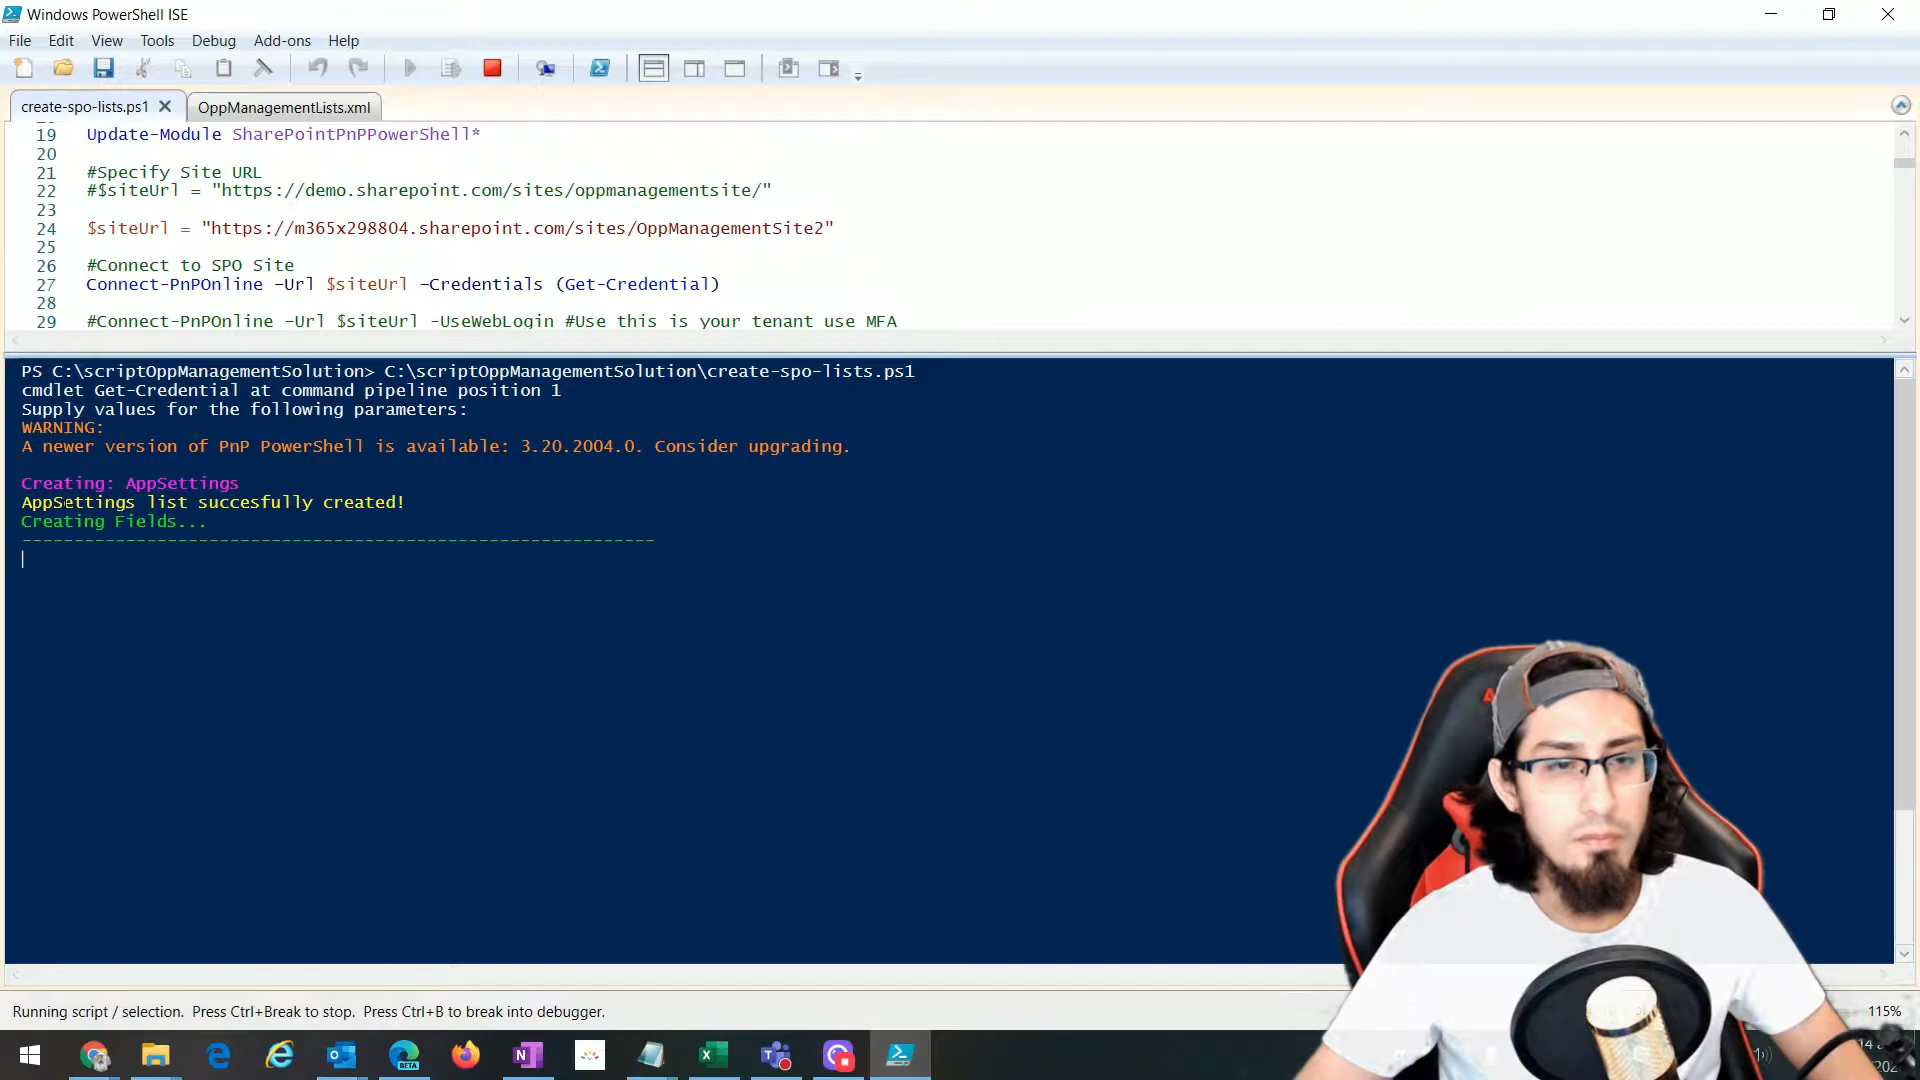 Windows PowerShell ISE
File Edit View Tools Debug Add-ons Help
create-spo-lists.ps1 OppManagementLists.xml
19 Update-Module SharePointPnPPowerShell*
20
21 #Specify Site URL
22 #$siteUrl = "https://demo.sharepoint.com/sites/oppmanagementsite/"
23
24 $siteUrl = "https://m365x298804.sharepoint.com/sites/OppManagementSite2"
25
26 #Connect to SPO Site
27 Connect-PnPOnline -Url $siteUrl -Credentials (Get-Credential)
28
29 #Connect-PnPOnline -Url $siteUrl -UseWebLogin #Use this is your tenant use MFA
PS C:\scriptOppManagementSolution> C:\scriptOppManagementSolution\create-spo-lists.ps1
cmdlet Get-Credential at command pipeline position 1
Supply values for the following parameters:
WARNING:
A newer version of PnP PowerShell is available: 3.20.2004.0. Consider upgrading.
Creating: AppSettings
AppSettings list succesfully created!
Creating Fields...
-------------------------------------------------------------
Running script / selection. Press Ctrl+Break to stop. Press Ctrl+B to break into debugger.
115%
BETA